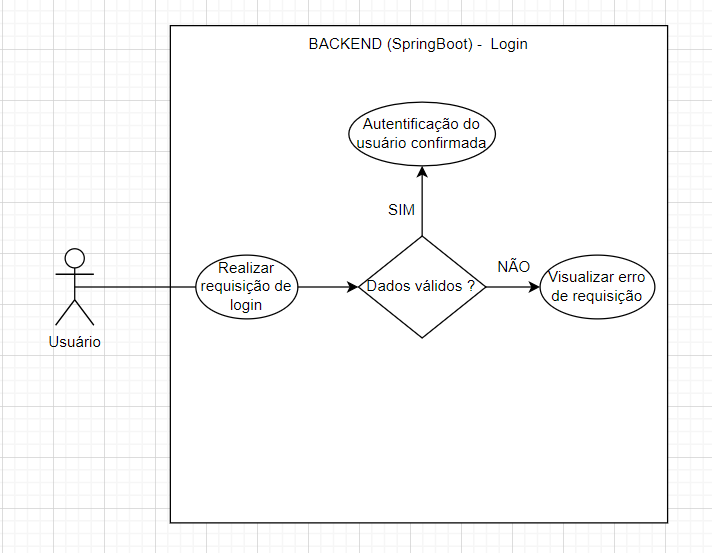 BACKEND (SpringBoot) - Login
Autentificação do
usuário confirmada
SIM
Realizar
requisição de
login
Dados válidos ?
NÃO
Visualizar erro
de requisição
Usuário